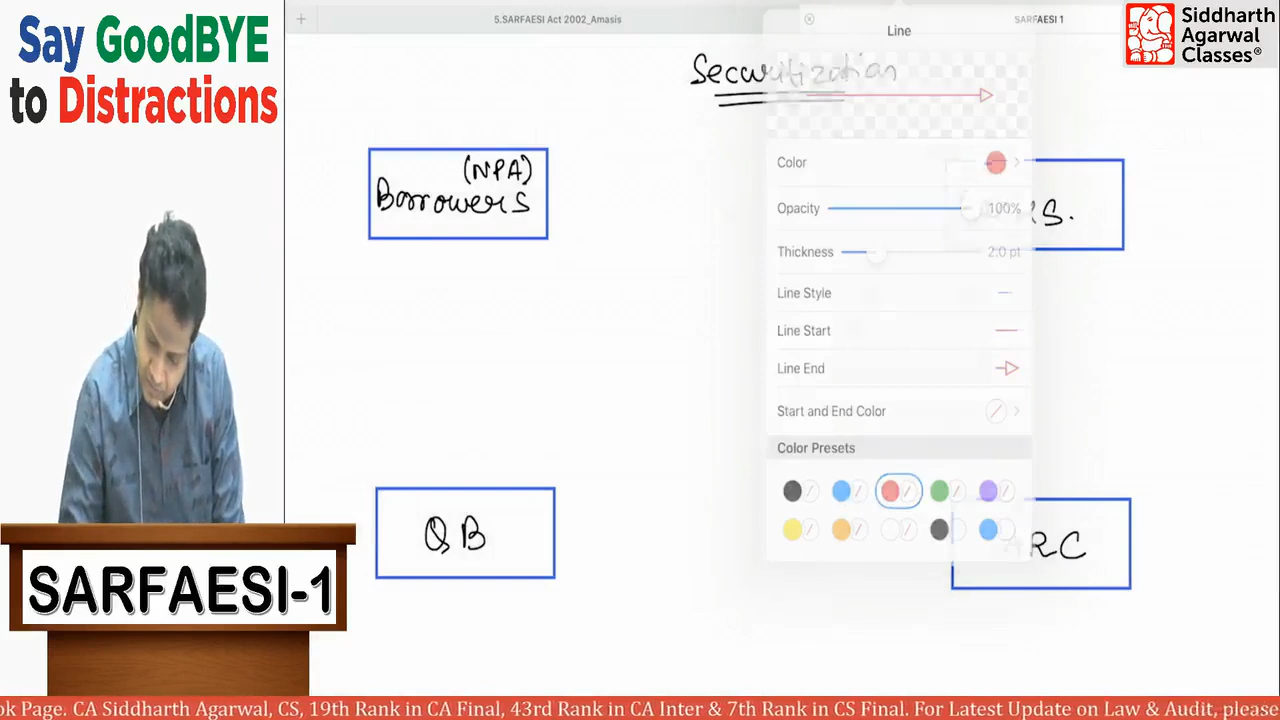 Say GoodBYE
to Distractions
5.SARFAESI Act 2002_Amasis
SARFAESI 1
Siddharth
Agarwal
Classes®
Line
Securitization
Color
Opacity
100%
Thickness
2.0 pt
Line Style
Line Start
Line End
Start and End Color
Color Presets
(NPA)
Borrowers
QB
SARFAESI-1
ok Page. CA Siddharth Agarwal, CS, 19th Rank in CA Final, 43rd Rank in CA Inter & 7th Rank in CS Final. For Latest Update on Law & Audit, please